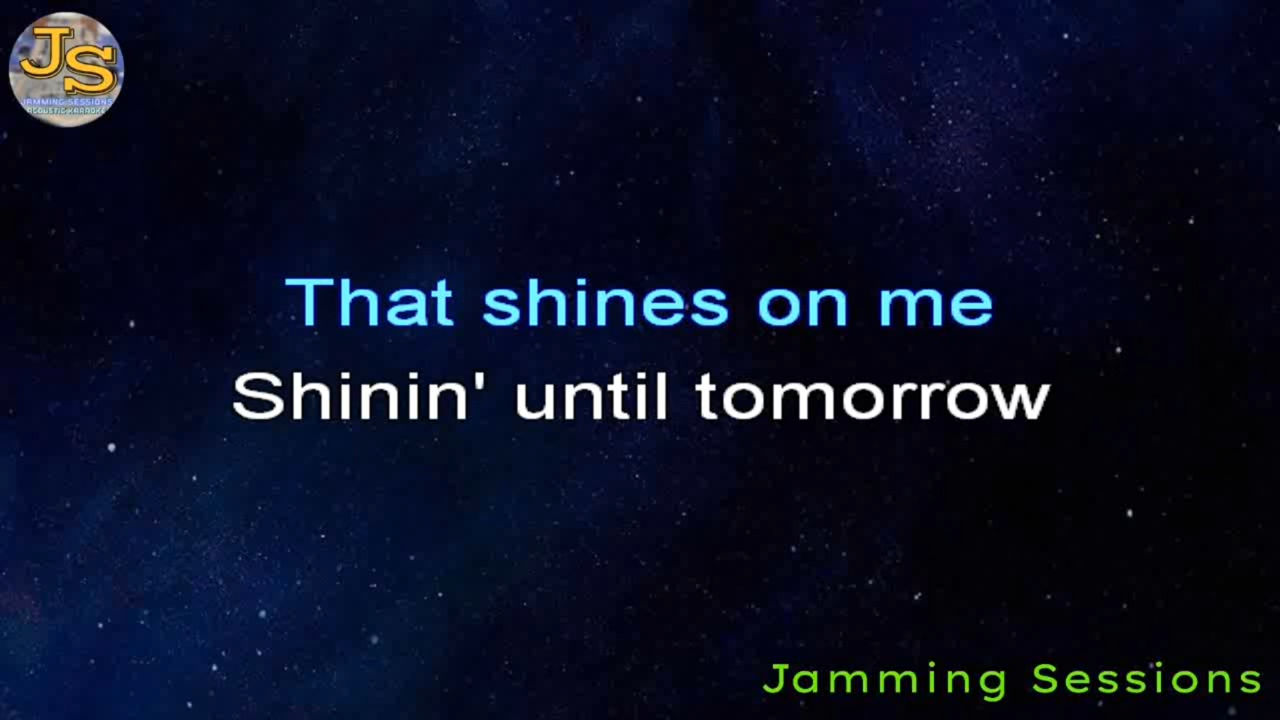 JS
JAMMING SESSIONS
ACOUSTIC KARAOKE
That shines on me
Shinin' until tomorrow
Jamming Sessions